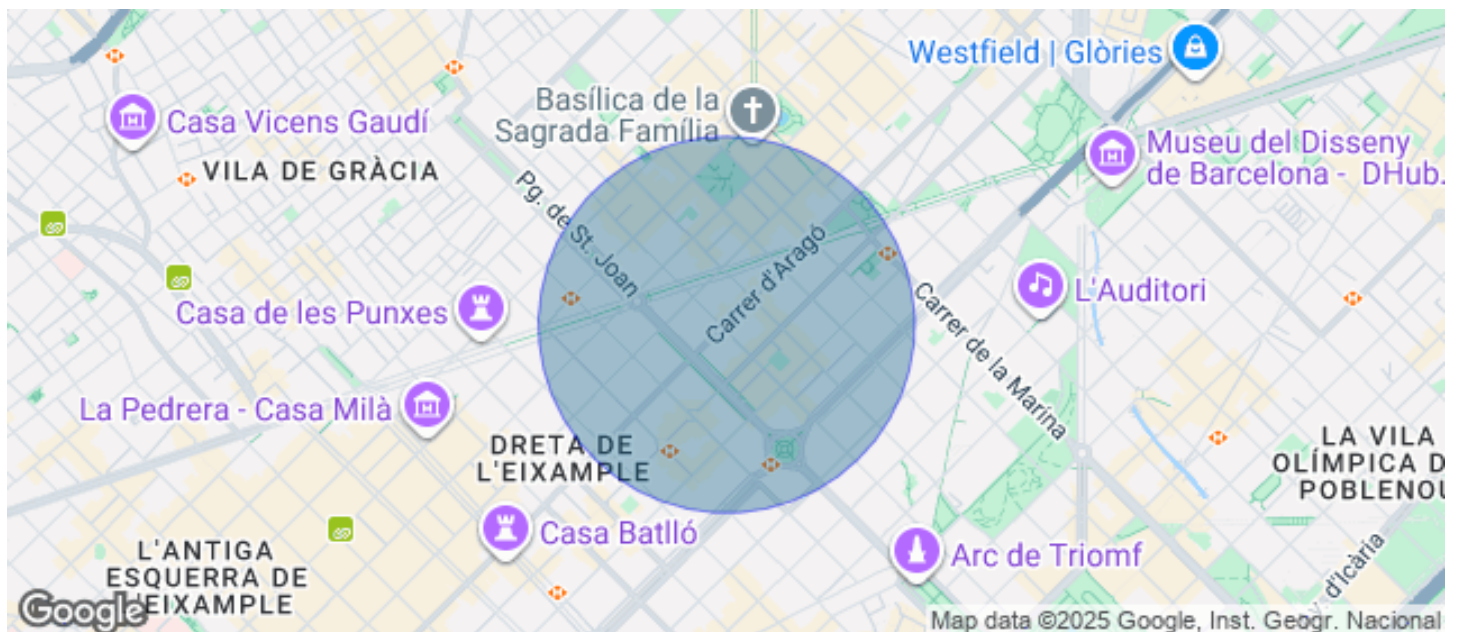 Westfield | Glòries
Basílica de la
Sagrada Família
Casa Vicens Gaudí
Museu del Disseny
de Barcelona - DHub.
VILA DE GRÀCIA
Pg. de St. Joan
Carrer d'Aragó
L'Auditori
Casa de les Punxes
Carrer de la Marina
La Pedrera - Casa Milà
DRETA DE
L'EIXAMPLE
LA VILA
OLÍMPICA D
POBLENOU
Casa Batlló
L'ANTIGA
ESQUERRA DE
L'EIXAMPLE
Arc de Triomf
d'Icària
Google
Map data ©2025 Google, Inst. Geogr. Nacional